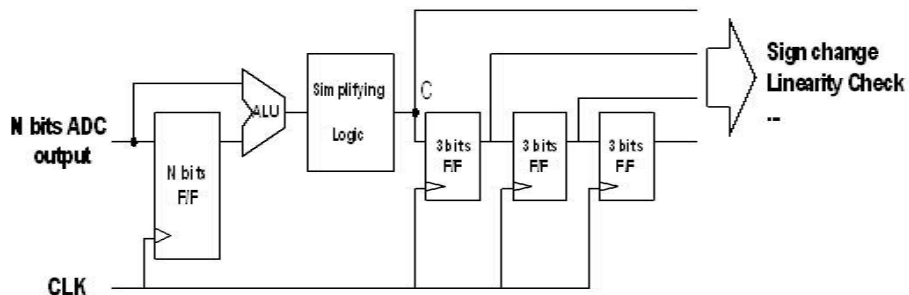 Sign change
Linearity Check
...
C
Simplifying
Logic
ALU
N bits ADC
output
N bits
F/F
3 bits
F/F
3 bits
F/F
3 bits
F/F
CLK